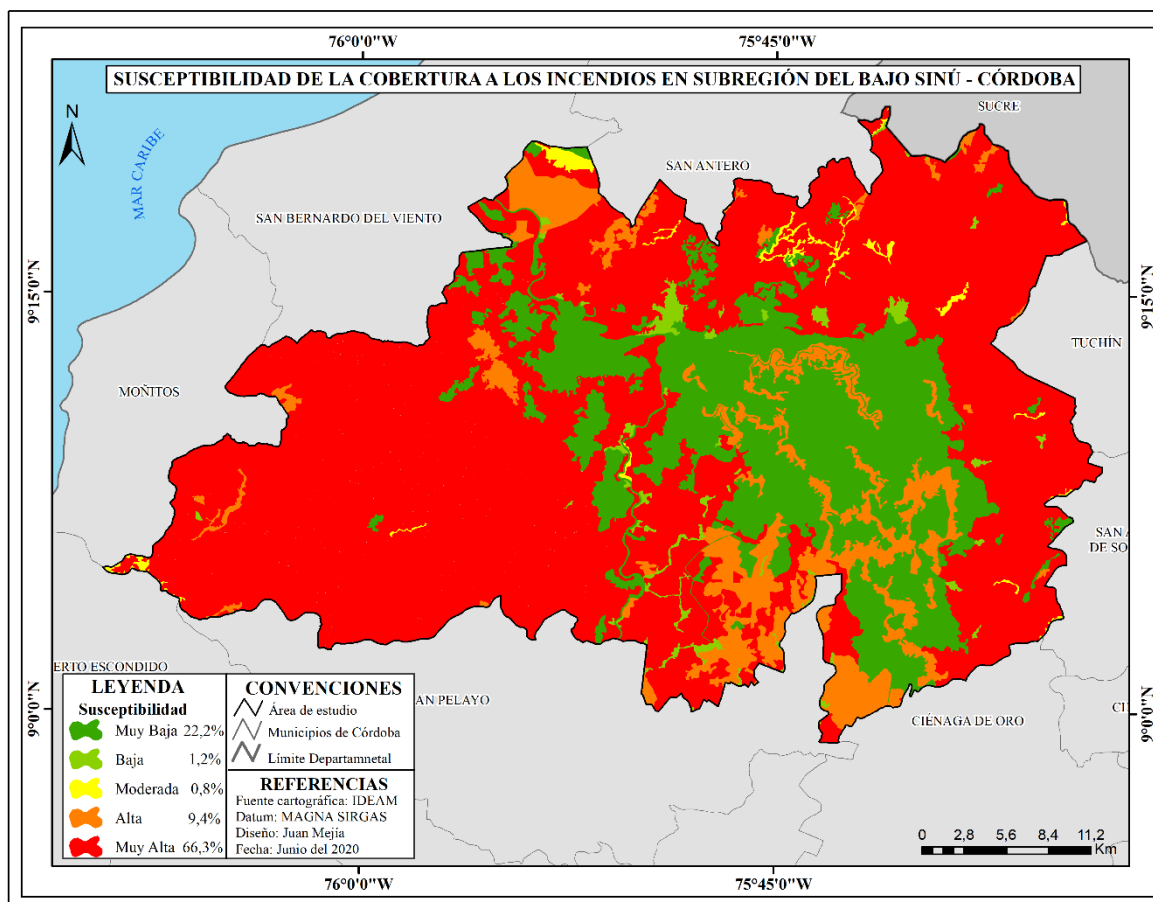 76°0'0"W
75°45'0"W
SUSCEPTIBILIDAD DE LA COBERTURA A LOS INCENDIOS EN SUBREGIÓN DEL BAJO SINÚ - CÓRDOBA
SUCRE
N
MAR CARIBE
SAN ANTERO
SAN BERNARDO DEL VIENTO
9°15'0"N
9°15'0"N
TUCHÍN
MOÑITOS
SAN A
DE SO
ERTO ESCONDIDO
AN PELAYO
CIÉNAGA DE ORO
CI
9°0'0"N
9°0'0"N
LEYENDA
Susceptibilidad
Muy Baja 22,2%
Baja 1,2%
Moderada 0,8%
Alta 9,4%
Muy Alta 66,3%
CONVENCIONES
Área de estudio
Municipios de Córdoba
Límite Departamnetal
REFERENCIAS
Fuente cartográfica: IDEAM
Datum: MAGNA SIRGAS
Diseño: Juan Mejía
Fecha: Junio del 2020
0 2,8 5,6 8,4 11,2
Km
76°0'0"W
75°45'0"W